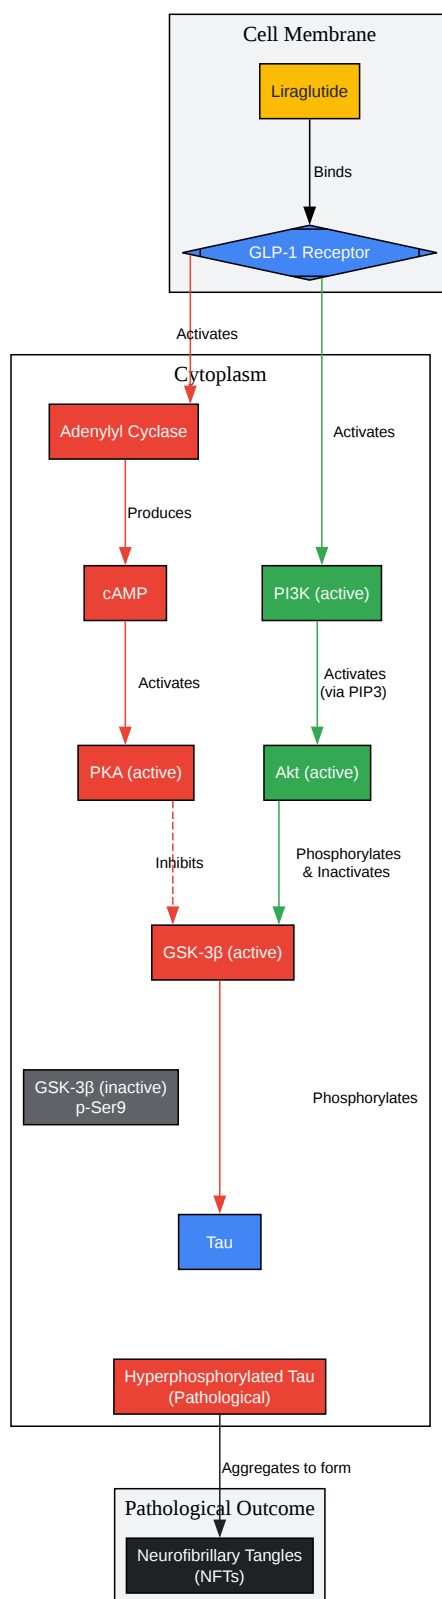 Cell Membrane
Liraglutide
Binds
GLP-1 Receptor
Activates
Cytoplasm
Adenylyl Cyclase
Activates
Produces
cAMP
PI3K (active)
Activates
Activates
(via PIP3)
PKA (active)
Akt (active)
Inhibits
Phosphorylates
& Inactivates
GSK-3β (active)
GSK-3β (inactive)
p-Ser9
Phosphorylates
Tau
Hyperphosphorylated Tau
(Pathological)
Aggregates to form
Pathological Outcome
Neurofibrillary Tangles
(NFTs)